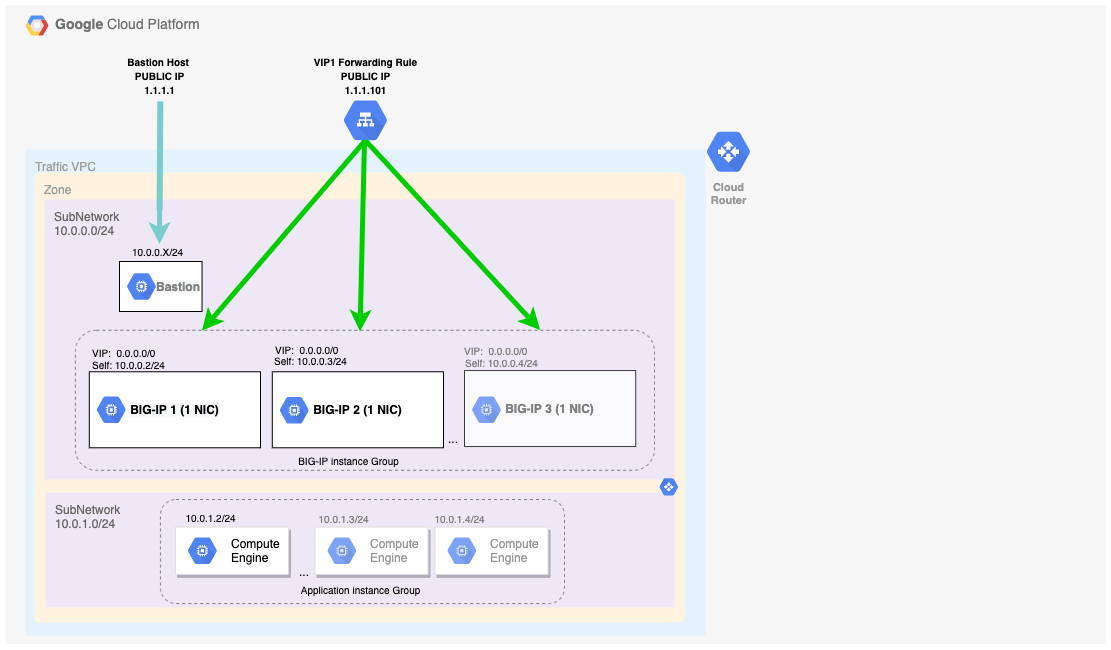 Google Cloud Platform
Bastion Host
PUBLIC IP
1.1.1.1
VIP1 Forwarding Rule
PUBLIC IP
1.1.1.101
Traffic VPC
Cloud
Router
Zone
SubNetwork
10.0.0.0/24
10.0.0.X/24
Bastion
VIP: 0.0.0.0/0
Self: 10.0.0.2/24
BIG-IP 1 (1 NIC)
VIP: 0.0.0.0/0
Self: 10.0.0.3/24
BIG-IP 2 (1 NIC)
...
VIP: 0.0.0.0/0
Self: 10.0.0.4/24
BIG-IP 3 (1 NIC)
BIG-IP instance Group
SubNetwork
10.0.1.0/24
10.0.1.2/24
Compute
Engine
...
10.0.1.3/24
Compute
Engine
10.0.1.4/24
Compute
Engine
Application instance Group